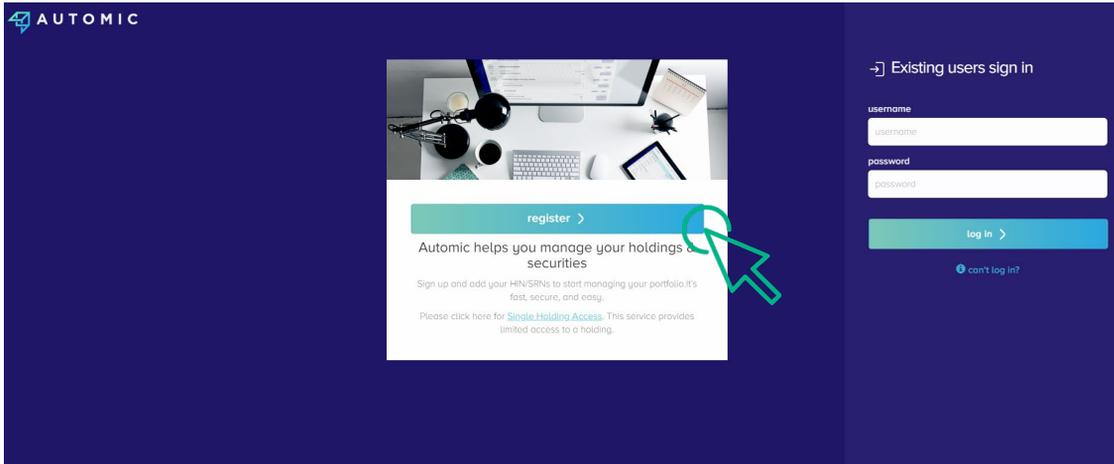 AUTOMIC
register
Automic helps you manage your holdings &
securities
Sign up and add your HIN/SRNs to start managing your portfolio.It's
fast, secure, and easy.
Please click here for Single Holding Access. This service provides
limited access to a holding.
Existing users sign in
username
username
password
password
log in
can't log in?